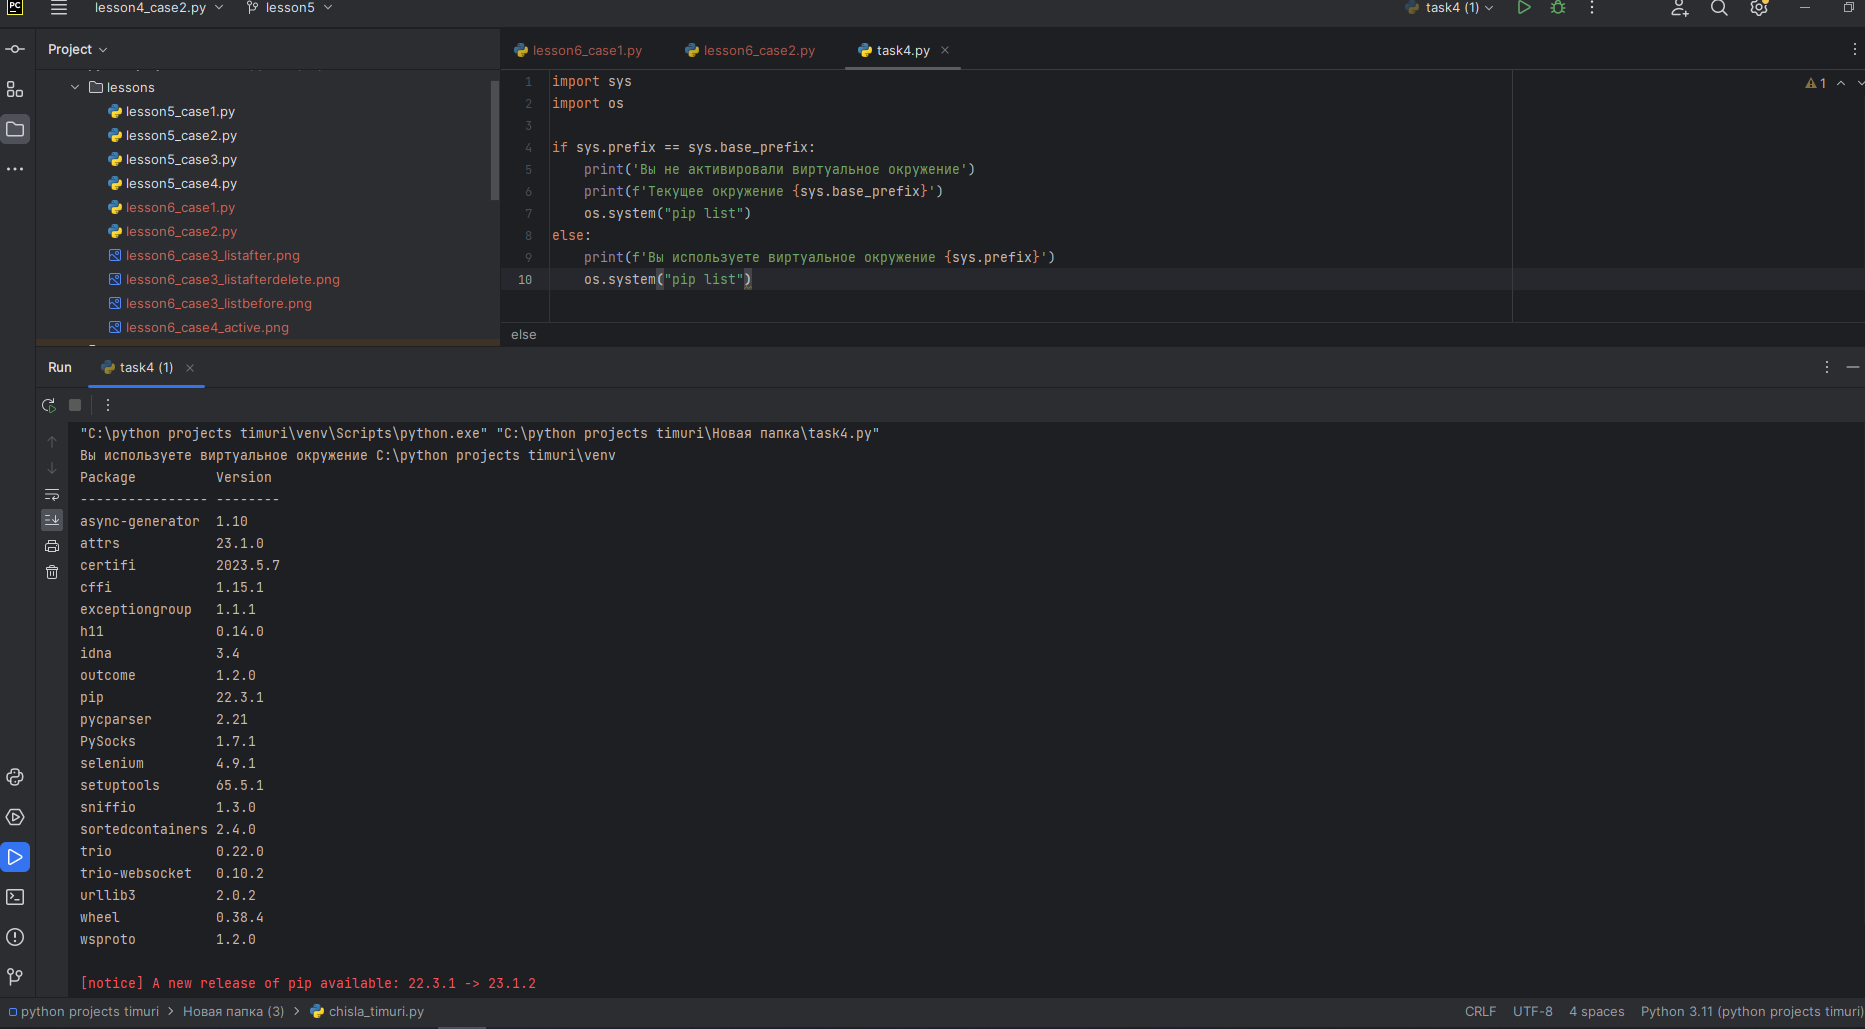 PC lesson4_case2.py lesson5 task4 (1)
Project
lessons
lesson5_case1.py
lesson5_case2.py
lesson5_case3.py
lesson5_case4.py
lesson6_case1.py
lesson6_case2.py
lesson6_case3_listafter.png
lesson6_case3_listafterdelete.png
lesson6_case3_listbefore.png
lesson6_case4_active.png
lesson6_case1.py lesson6_case2.py task4.py
1 import sys
2 import os
3
4 if sys.prefix == sys.base_prefix:
5 print('Вы не активировали виртуальное окружение')
6 print(f'Текущее окружение {sys.base_prefix}')
7 os.system("pip list")
8 else:
9 print(f'Вы используете виртуальное окружение {sys.prefix}')
10 os.system("pip list")
1
else
Run task4 (1)
"C:\python projects timuri\venv\Scripts\python.exe" "C:\python projects timuri\Новая папка\task4.py"
Вы используете виртуальное окружение C:\python projects timuri\venv
Package Version
---------------- --------
async-generator 1.10
attrs 23.1.0
certifi 2023.5.7
cffi 1.15.1
exceptiongroup 1.1.1
h11 0.14.0
idna 3.4
outcome 1.2.0
pip 22.3.1
pycparser 2.21
PySocks 1.7.1
selenium 4.9.1
setuptools 65.5.1
sniffio 1.3.0
sortedcontainers 2.4.0
trio 0.22.0
trio-websocket 0.10.2
urllib3 2.0.2
wheel 0.38.4
wsproto 1.2.0
[notice] A new release of pip available: 22.3.1 -> 23.1.2
python projects timuri > Новая папка (3) > chisla_timuri.py CRLF UTF-8 4 spaces Python 3.11 (python projects timuri)